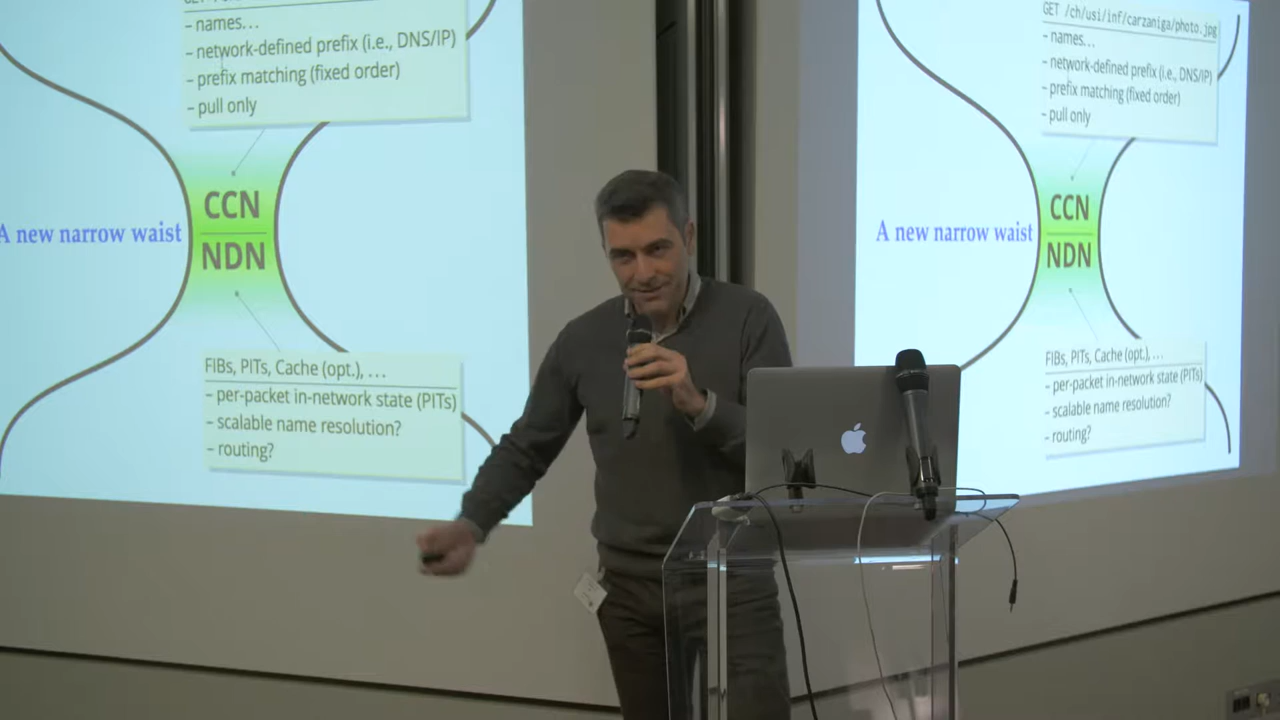 – names…
– network-defined prefix (i.e., DNS/IP)
– prefix matching (fixed order)
– pull only
CCN
A new narrow waist
NDN
FIBs, PITs, Cache (opt.), …
– per-packet in-network state (PITs)
– scalable name resolution?
– routing?
GET /ch/usi/inf/carzaniga/photo.jpg
– names…
– network-defined prefix (i.e., DNS/IP)
– prefix matching (fixed order)
– pull only
CCN
A new narrow waist
NDN
FIBs, PITs, Cache (opt.), …
– per-packet in-network state (PITs)
– scalable name resolution?
– routing?